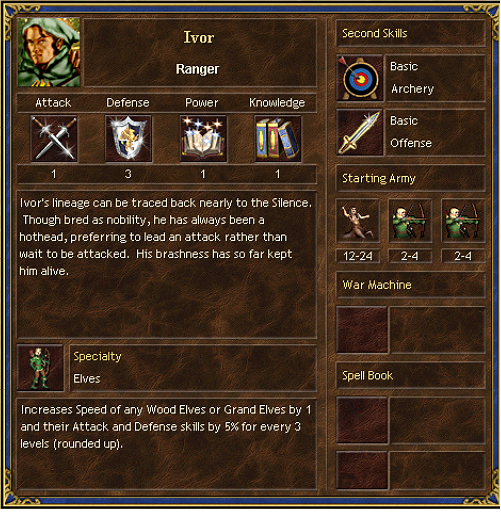 Ivor
Ranger
Attack Defense Power Knowledge
1 3 1 1
Ivor's lineage can be traced back nearly to the Silence.
Though bred as nobility, he has always been a
hothead, preferring to lead an attack rather than
wait to be attacked. His brashness has so far kept
him alive.
Specialty
Elves
Increases Speed of any Wood Elves or Grand Elves by 1
and their Attack and Defense skills by 5% for every 3
levels (rounded up).
Second Skills
Basic
Archery
Basic
Offense
Starting Army
12-24 2-4 2-4
War Machine
Spell Book